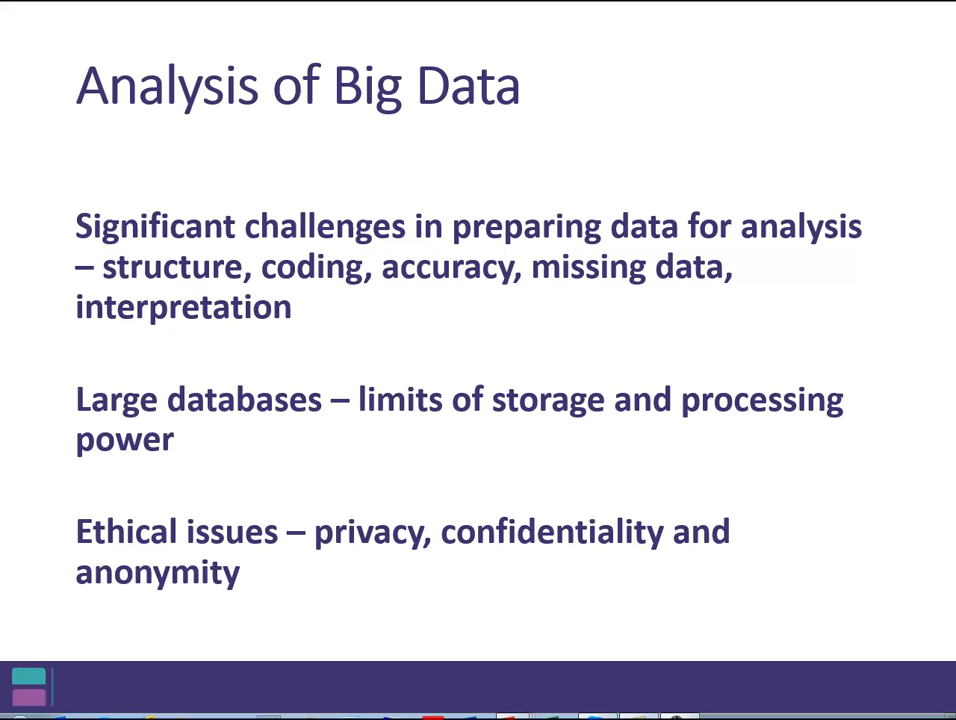 Analysis of Big Data
Significant challenges in preparing data for analysis
– structure, coding, accuracy, missing data,
interpretation
Large databases – limits of storage and processing
power
Ethical issues – privacy, confidentiality and
anonymity